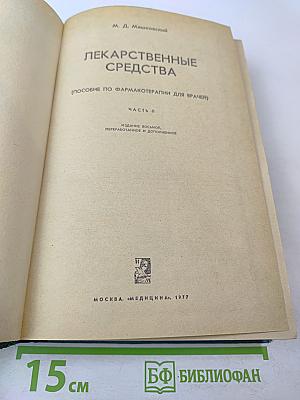 М. Д. Машковский
ЛЕКАРСТВЕННЫЕ
СРЕДСТВА
(ПОСОБИЕ ПО ФАРМАКОТЕРАПИИ ДЛЯ ВРАЧЕЙ)
ЧАСТЬ II
ИЗДАНИЕ ВОСЬМОЕ,
ПЕРЕРАБОТАННОЕ И ДОПОЛНЕННОЕ
МОСКВА. «МЕДИЦИНА». 1977
15 см
БФ БИБЛИОФАН